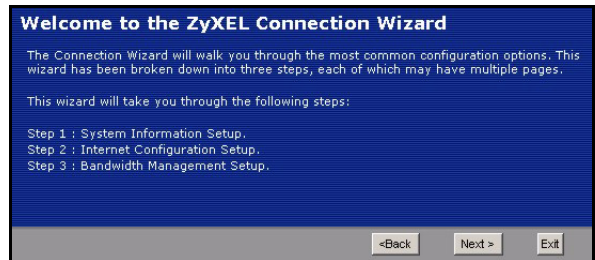 Welcome to the ZyXEL Connection Wizard
The Connection Wizard will walk you through the most common configuration options. This
wizard has been broken down into three steps, each of which may have multiple pages.
This wizard will take you through the following steps:
Step 1 : System Information Setup.
Step 2 : Internet Configuration Setup.
Step 3 : Bandwidth Management Setup.
<Back Next > Exit